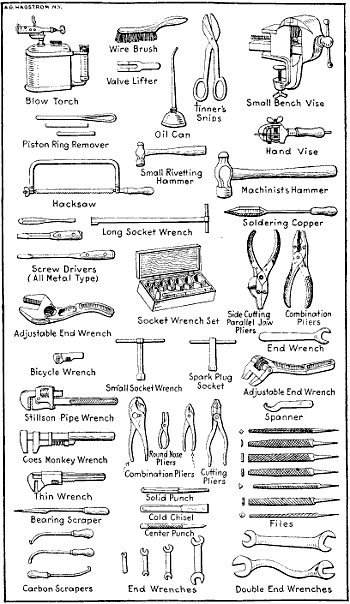 A.G. HAGSTROM N.Y.
Blow Torch
Wire Brush
Valve Lifter
Oil Can
Tinner's
Snips
Small Bench Vise
Piston Ring Remover
Small Rivetting
Hammer
Hand Vise
Hacksaw
Machinist's Hammer
Long Socket Wrench
Soldering Copper
Screw Drivers
(All Metal Type)
Socket Wrench Set
Side Cutting
Parallel Jaw
Pliers
Combination
Pliers
Adjustable End Wrench
End Wrench
Bicycle Wrench
Small Socket Wrench
Spark Plug
Socket
Adjustable End Wrench
Stillson Pipe Wrench
Spanner
Coes Monkey Wrench
Round Nose
Pliers
Combination Pliers
Cutting
Pliers
Thin Wrench
Solid Punch
Cold Chisel
Center Punch
Bearing Scraper
Files
Carbon Scrapers
End Wrenches
Double End Wrenches